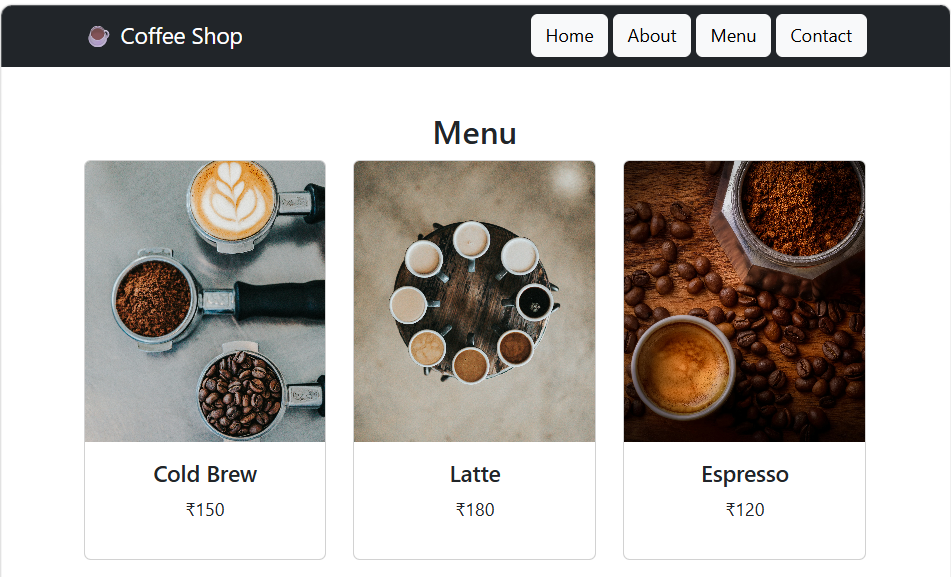 Coffee Shop
Home
About
Menu
Contact
Menu
Cold Brew
₹150
Latte
₹180
Espresso
₹120